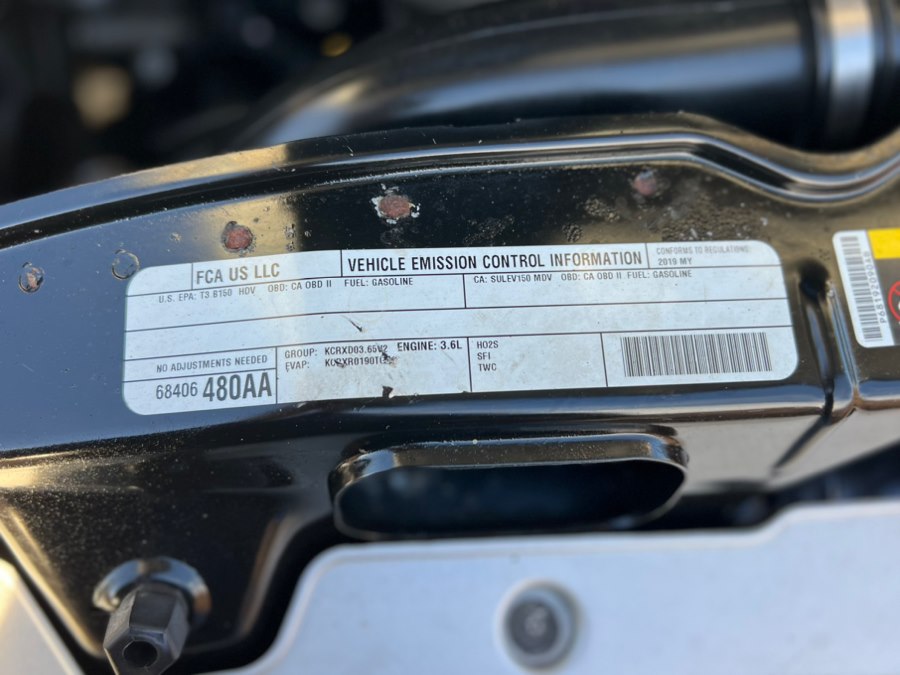 FCA US LLC
VEHICLE EMISSION CONTROL INFORMATION
CONFORMS TO REGULATIONS:
2019 MY
U.S. EPA: T3 B150 HDV OBD: CA OBD II FUEL: GASOLINE
CA: SULEV150 MDV OBD: CA OBD II FUEL: GASOLINE
NO ADJUSTMENTS NEEDED
68406 480AA
GROUP:
EVAP:
ENGINE: 3.6L
HO2S
SFI
TWC